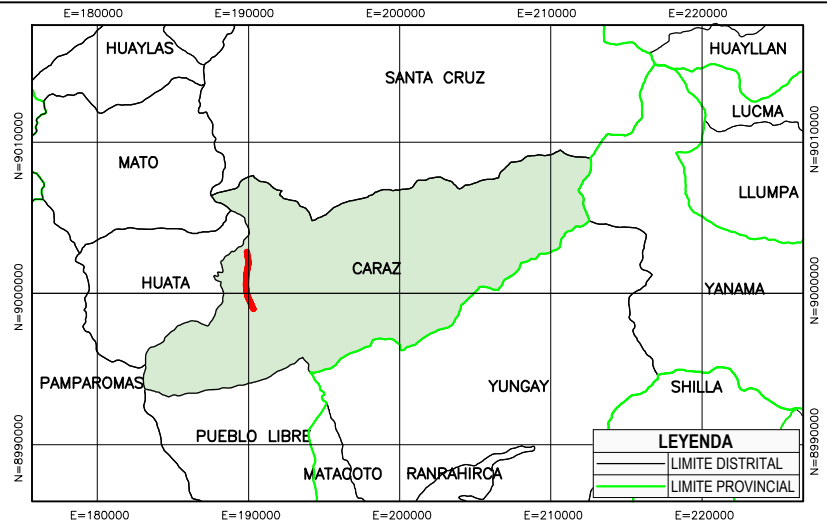 E=180000 E=190000 E=200000 E=210000 E=220000
HUAYLAS
HUAYLLAN
SANTA CRUZ
LUCMA
N=9010000
N=9010000
MATO
LLUMPA
CARAZ
HUATA
YANAMA
N=9000000
N=9000000
PAMPAROMAS
YUNGAY
SHILLA
PUEBLO LIBRE
LEYENDA
LIMITE DISTRITAL
LIMITE PROVINCIAL
MATACOTO
RANRAHIRCA
N=8990000
N=8990000
E=180000 E=190000 E=200000 E=210000 E=220000